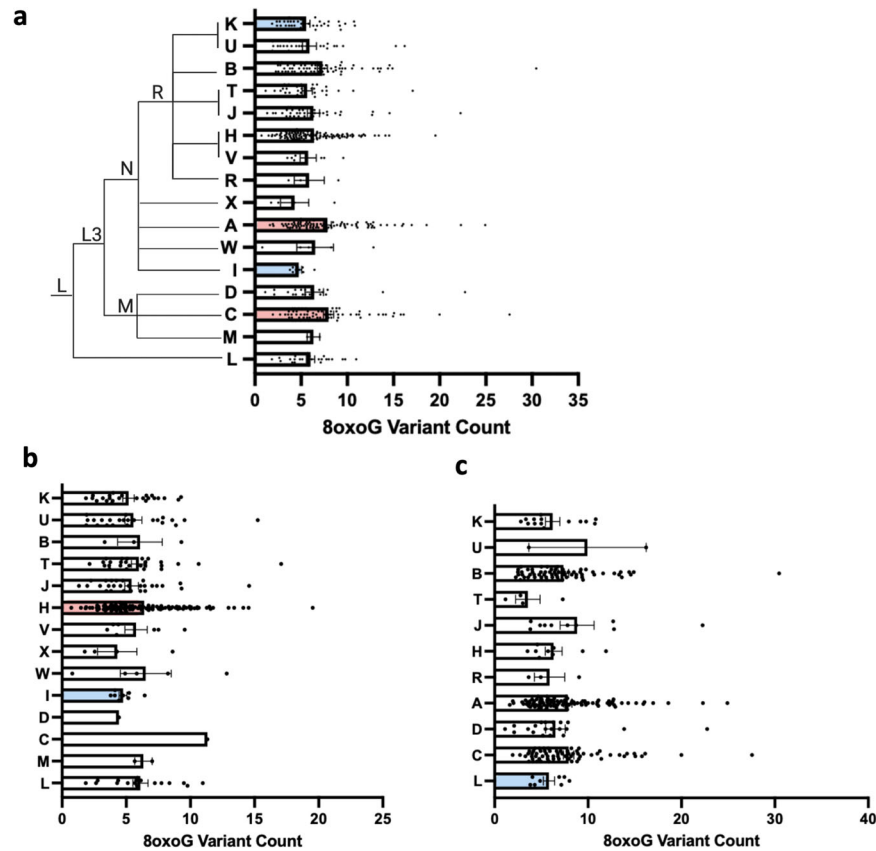 a
K
U
B
T
R
J
H
N
V
R
X
A
L3
W
I
L
D
M
C
M
L
0 5 10 15 20 25 30 35
8oxoG Variant Count
b
K
U
B
T
J
H
V
X
W
I
D
C
M
L
0 5 10 15 20 25
8oxoG Variant Count
c
K
U
B
T
J
H
R
A
D
C
L
0 10 20 30 40
8oxoG Variant Count